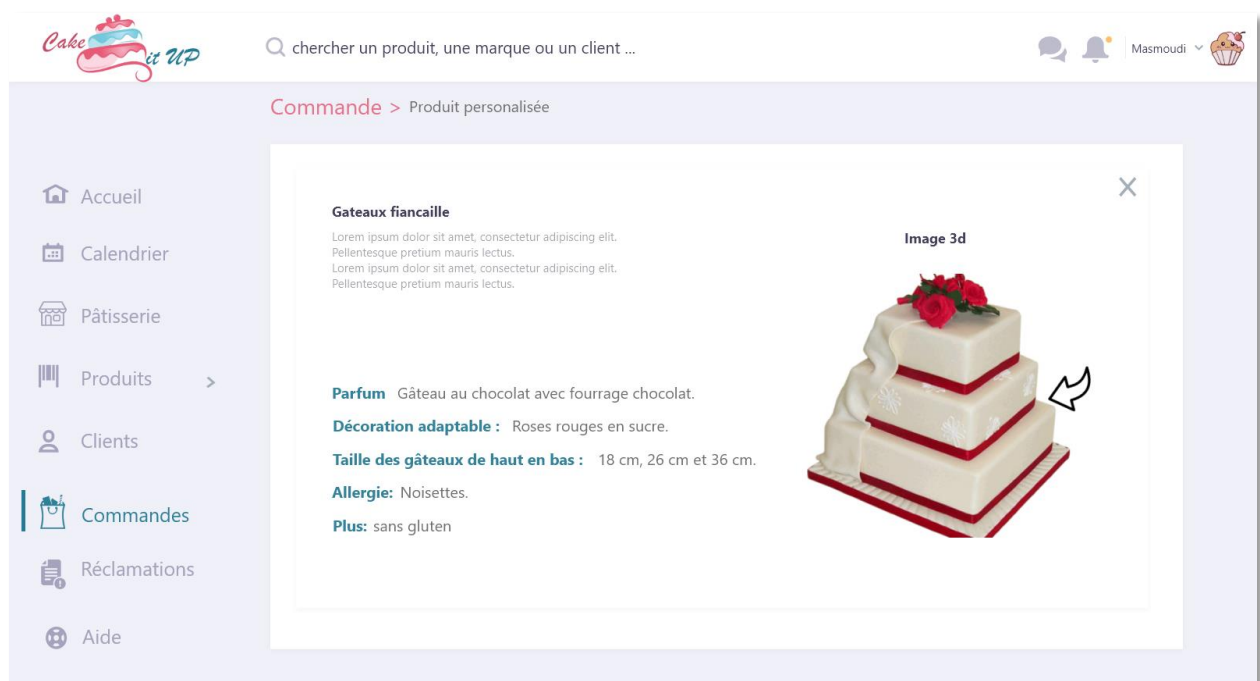 Cake it UP
chercher un produit, une marque ou un client ...
Masmoudi
Commande > Produit personalisée
Accueil
Calendrier
Pâtisserie
Produits >
Clients
Commandes
Réclamations
Aide
Gateaux fiancaille
Lorem ipsum dolor sit amet, consectetur adipiscing elit.
Pellentesque pretium mauris lectus.
Lorem ipsum dolor sit amet, consectetur adipiscing elit.
Pellentesque pretium mauris lectus.
Image 3d
Parfum Gâteau au chocolat avec fourrage chocolat.
Décoration adaptable : Roses rouges en sucre.
Taille des gâteaux de haut en bas : 18 cm, 26 cm et 36 cm.
Allergie: Noisettes.
Plus: sans gluten